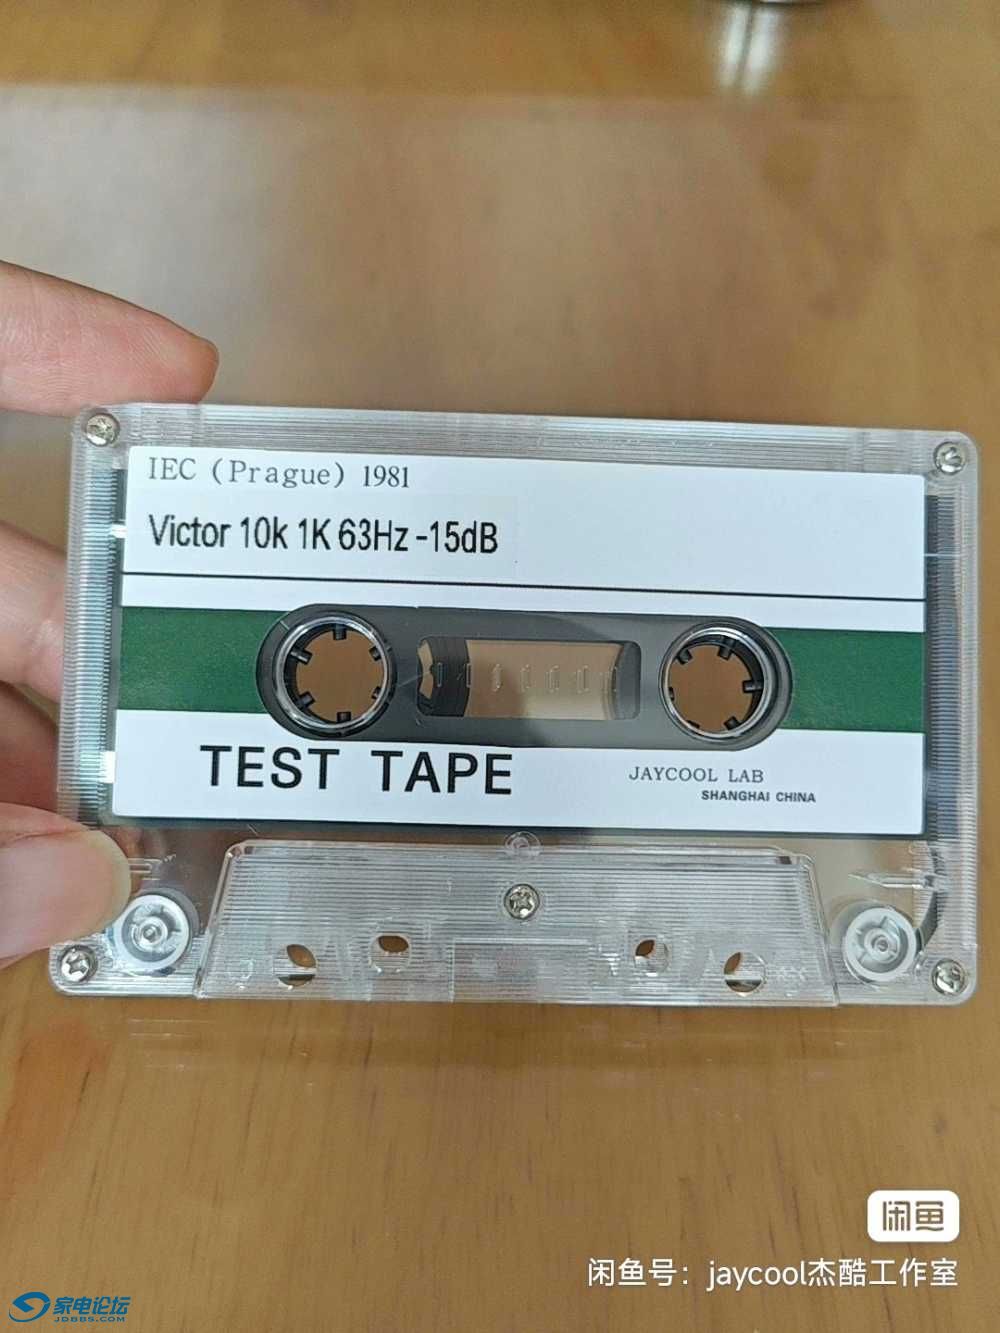 IEC (Prague) 1981
Victor 10k 1K 63Hz -15dB
TEST TAPE
JAYCOOL LAB
SHANGHAI CHINA
闲鱼
闲鱼号：jaycool杰酷工作室
家电论坛
JDBBS.COM